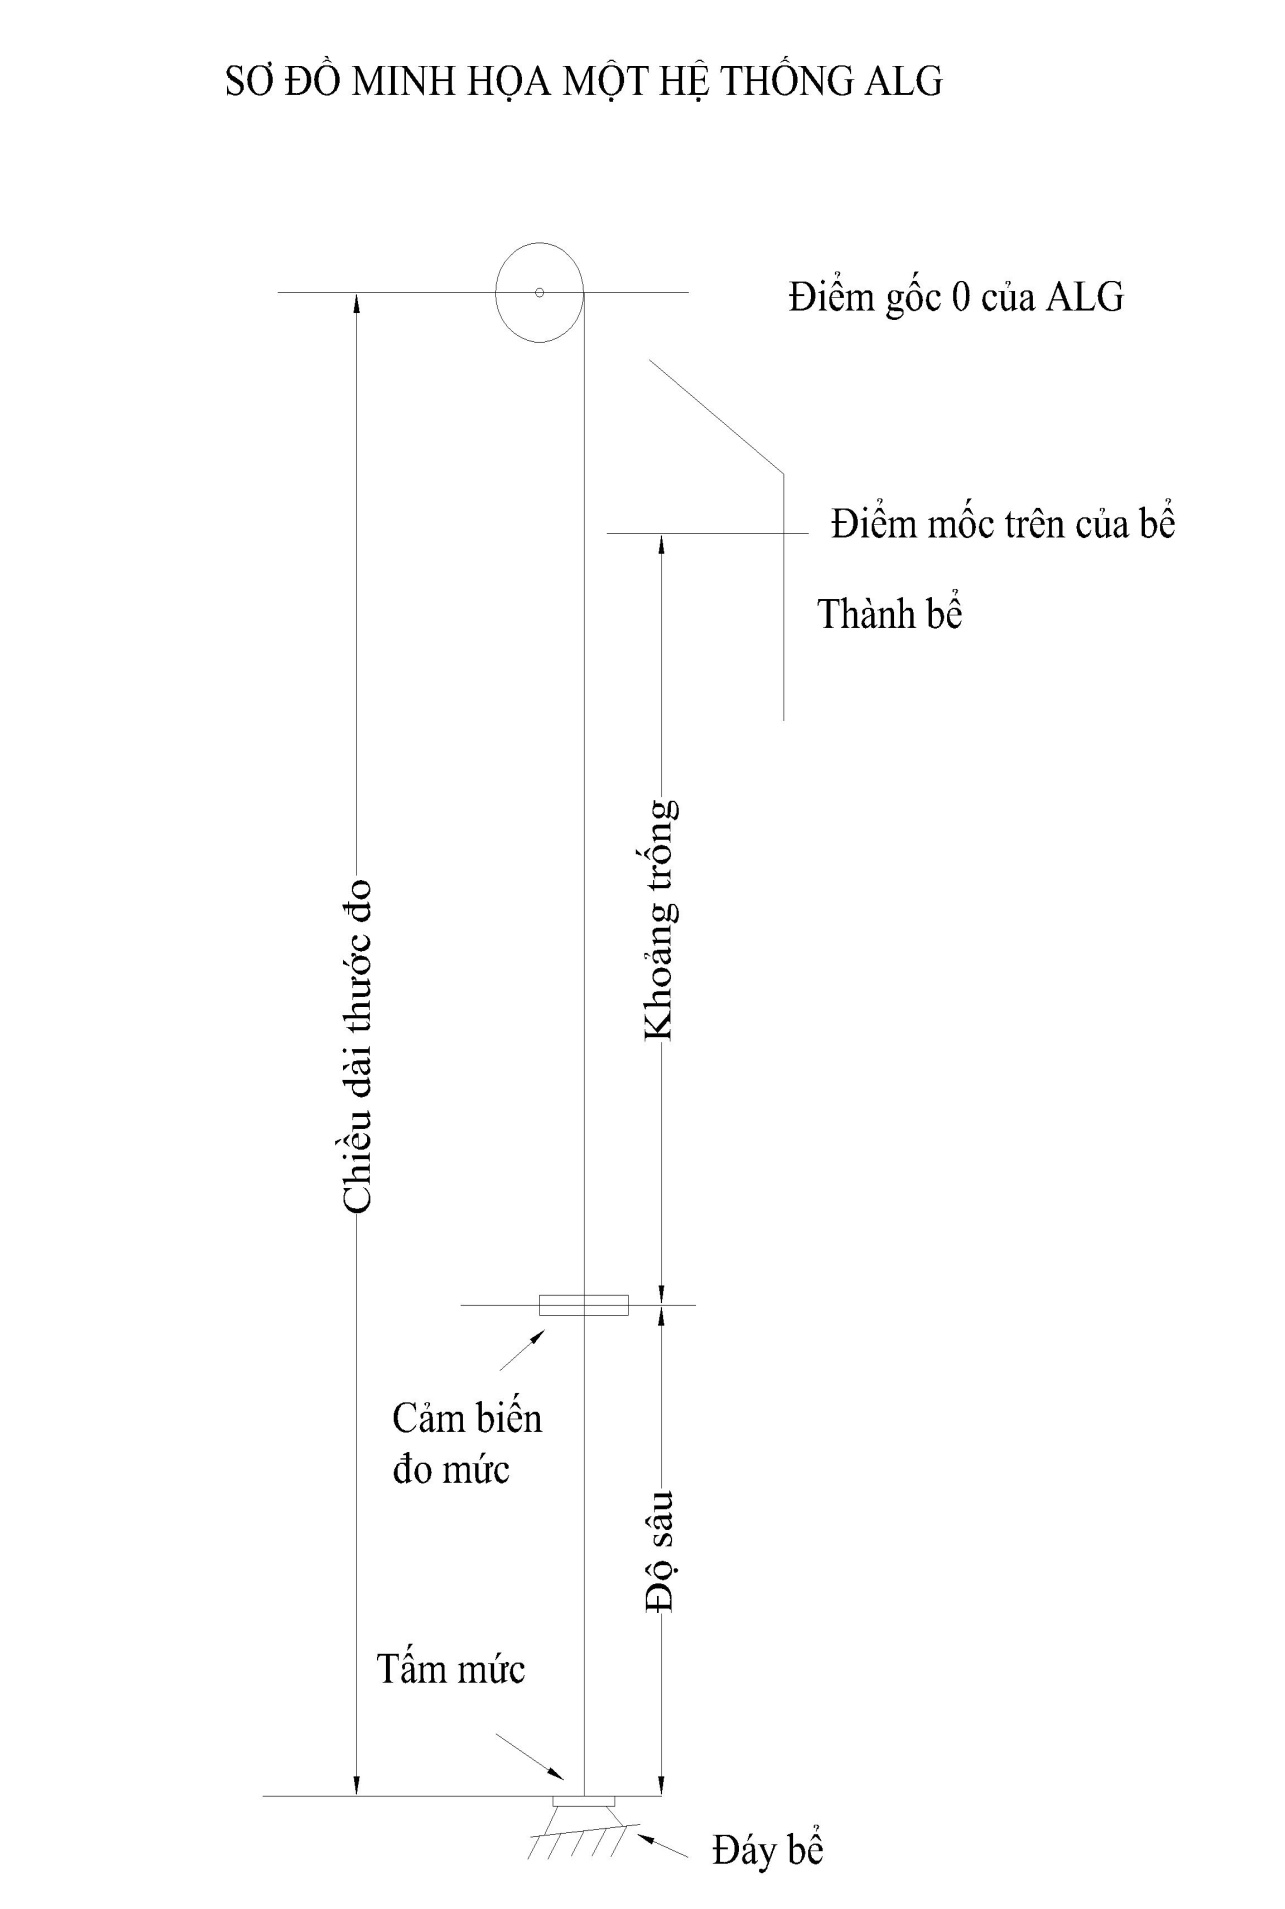 SƠ ĐỒ MINH HỌA MỘT HỆ THỐNG ALG
Điểm gốc 0 của ALG
Điểm mốc trên của bể
Thành bể
Khoảng trống
Chiều dài thước đo
Cảm biến
đo mức
Độ sâu
Tấm mức
Đáy bể